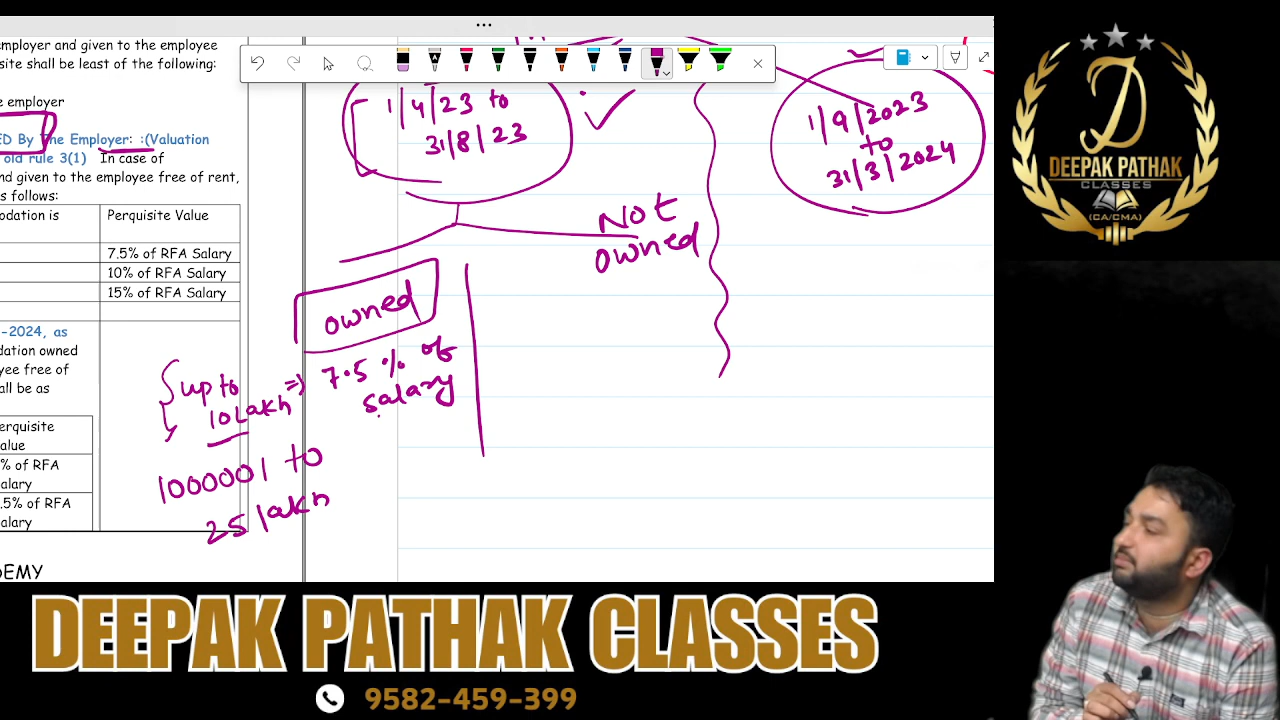 employer and given to the employee
site shall be least of the following:
e employer
ED By The Employer: :(Valuation
old rule 3(1) In case of
nd given to the employee free of rent,
s follows:
odation is
Perquisite Value
7.5% of RFA Salary
10% of RFA Salary
15% of RFA Salary
-2024, as
dation owned
yee free of
all be as
erquisite
alue
% of RFA
alary
.5% of RFA
alary
DEMY
1/4/23 to
31/8/23
1/9/2023
to
31/3/2024
Not
owned
owned
up to
10 Lakh => 7.5% of
salary
1000001 to
25 lakh
D
DEEPAK PATHAK
CLASSES
(CA/CMA)
DEEPAK PATHAK CLASSES
9582-459-399